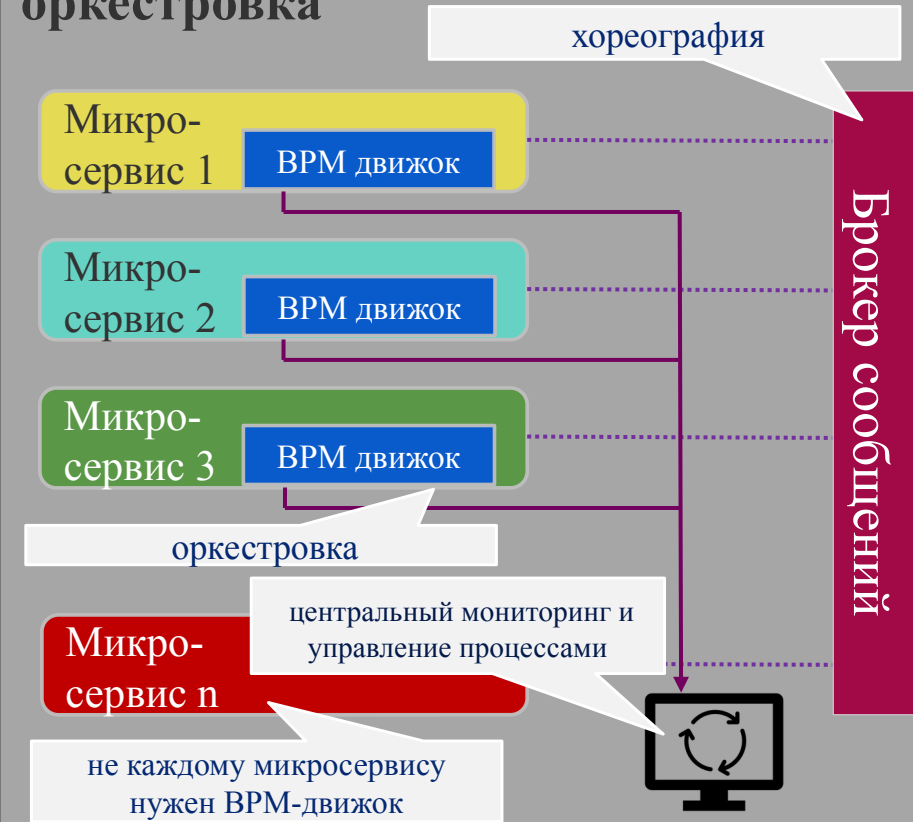 оркестровка
хореография
Микро-
сервис 1
BPM движок
Микро-
сервис 2
BPM движок
Микро-
сервис 3
BPM движок
Брокер сообщений
оркестровка
центральный мониторинг и
управление процессами
Микро-
сервис n
не каждому микросервису
нужен BPM-движок